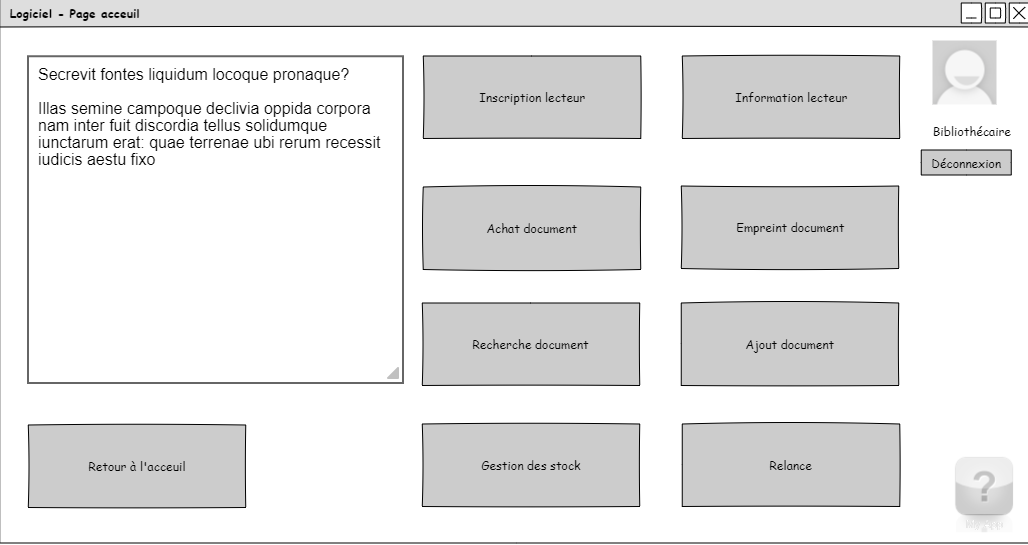 Logiciel - Page acceuil
Secrevit fontes liquidum locoque pronaque?
Illas semine campoque declivia oppida corpora
nam inter fuit discordia tellus solidumque
iunctarum erat: quae terrenae ubi rerum recessit
iudicis aestu fixo
Inscription lecteur
Information lecteur
Bibliothécaire
Déconnexion
Achat document
Empreint document
Recherche document
Ajout document
Retour à l'acceuil
Gestion des stock
Relance
?